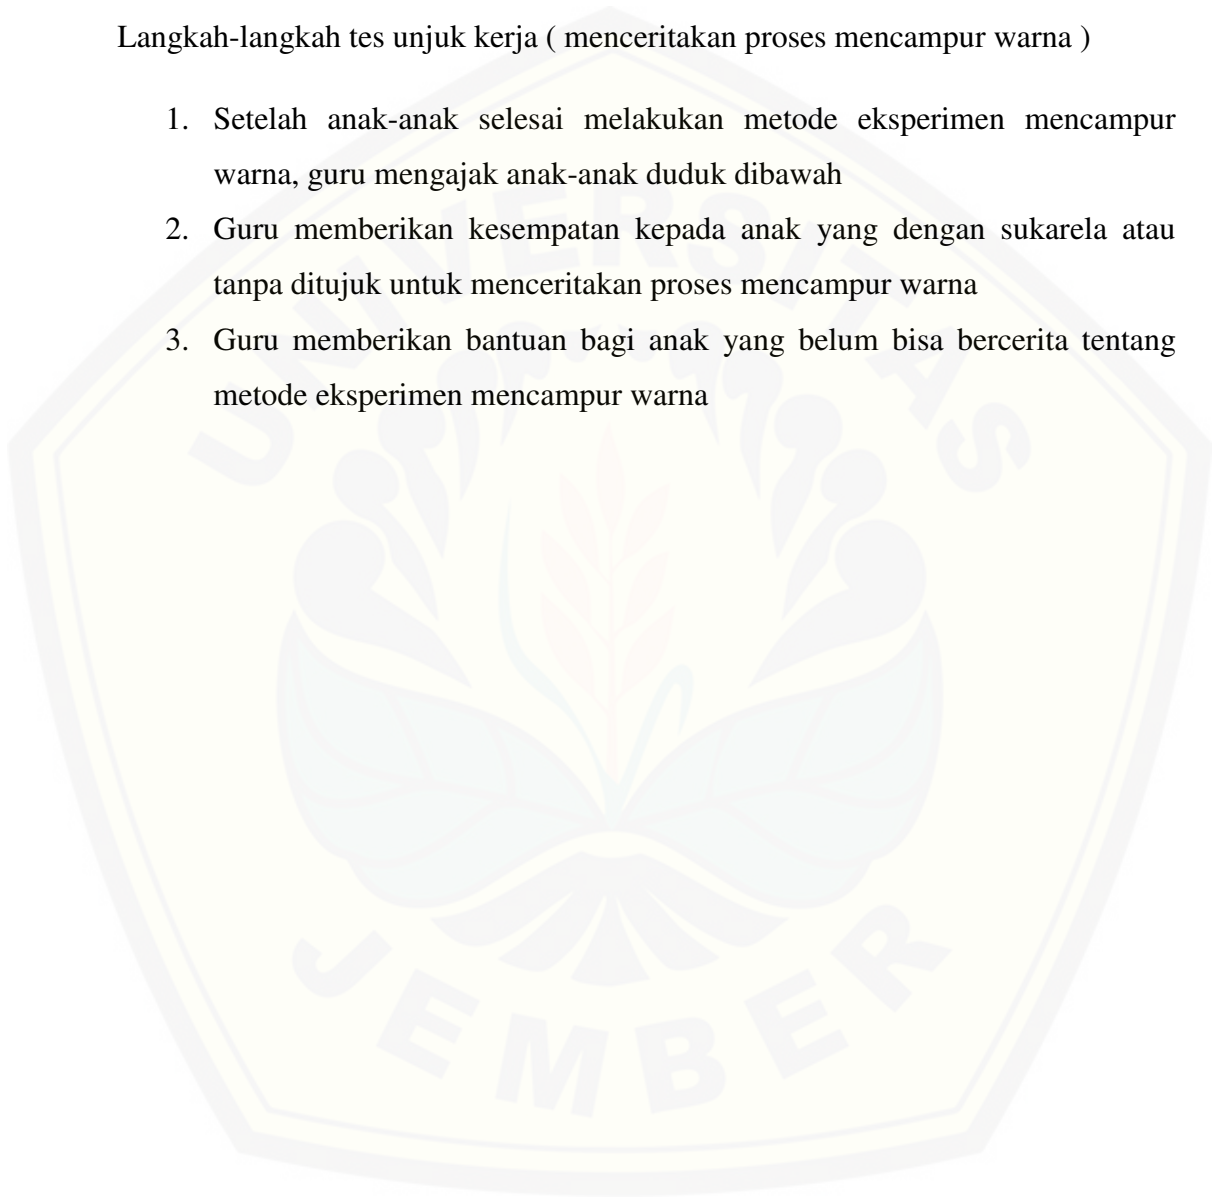 Langkah-langkah tes unjuk kerja ( menceritakan proses mencampur warna )
1. Setelah anak-anak selesai melakukan metode eksperimen mencampur
warna, guru mengajak anak-anak duduk dibawah
2. Guru memberikan kesempatan kepada anak yang dengan sukarela atau
tanpa ditujuk untuk menceritakan proses mencampur warna
3. Guru memberikan bantuan bagi anak yang belum bisa bercerita tentang
metode eksperimen mencampur warna
UNIVERSITAS
JEMBER